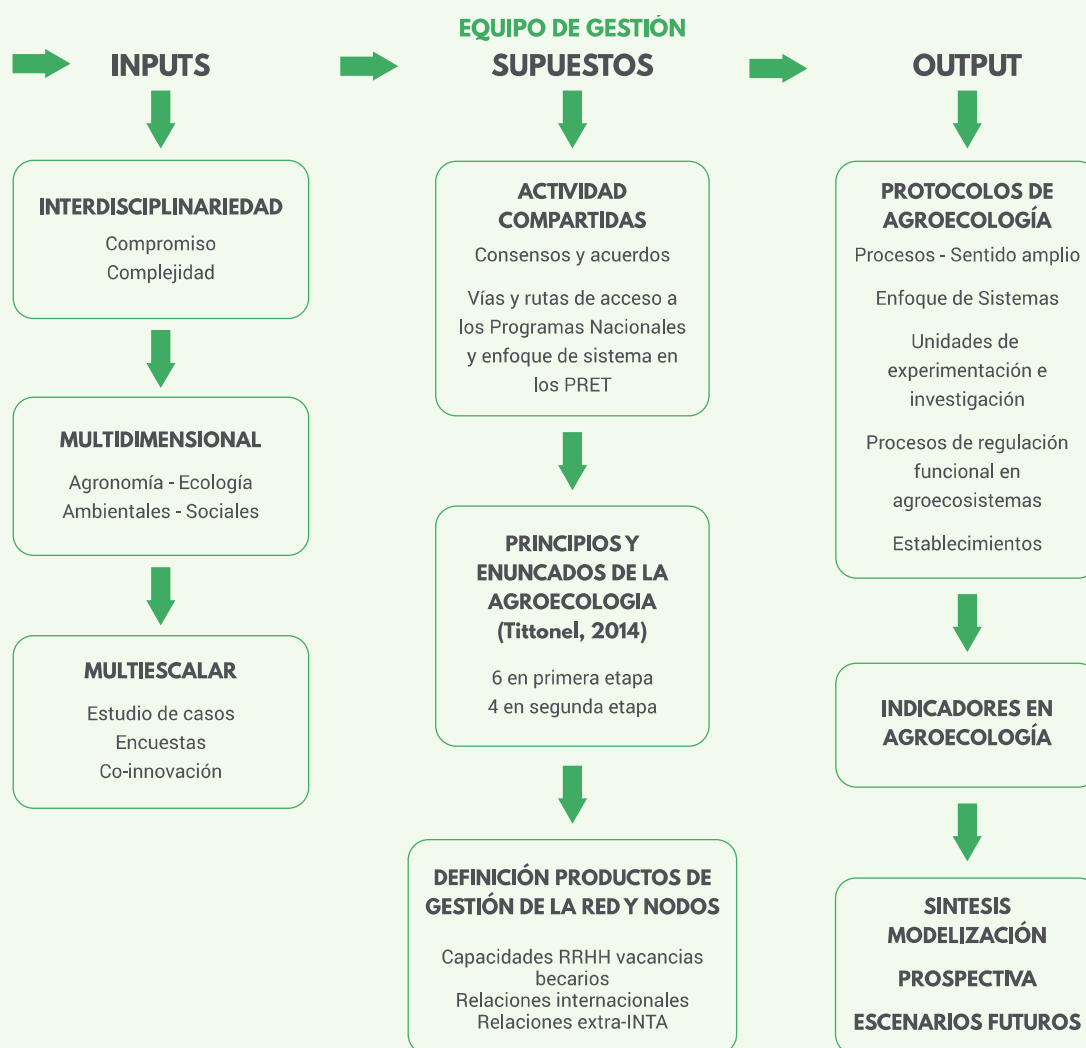 INPUTS
INTERDISCIPLINARIEDAD
Compromiso
Complejidad
MULTIDIMENSIONAL
Agronomía - Ecología
Ambientales - Sociales
MULTIESCALAR
Estudio de casos
Encuestas
Co-innovación
EQUIPO DE GESTIÓN
SUPUESTOS
ACTIVIDAD
COMPARTIDAS
Consensos y acuerdos
Vías y rutas de acceso a
los Programas Nacionales
y enfoque de sistema en
los PRET
PRINCIPIOS Y
ENUNCADOS DE LA
AGROECOLOGIA
(Tittonel, 2014)
6 en primera etapa
4 en segunda etapa
DEFINICIÓN PRODUCTOS DE
GESTIÓN DE LA RED Y NODOS
Capacidades RRHH vacancias
becarios
Relaciones internacionales
Relaciones extra-INTA
OUTPUT
PROTOCOLOS DE
AGROECOLOGÍA
Procesos - Sentido amplio
Enfoque de Sistemas
Unidades de
experimentación e
investigación
Procesos de regulación
funcional en
agroecosistemas
Establecimientos
INDICADORES EN
AGROECOLOGÍA
SINTESIS
MODELIZACIÓN
PROSPECTIVA
ESCENARIOS FUTUROS